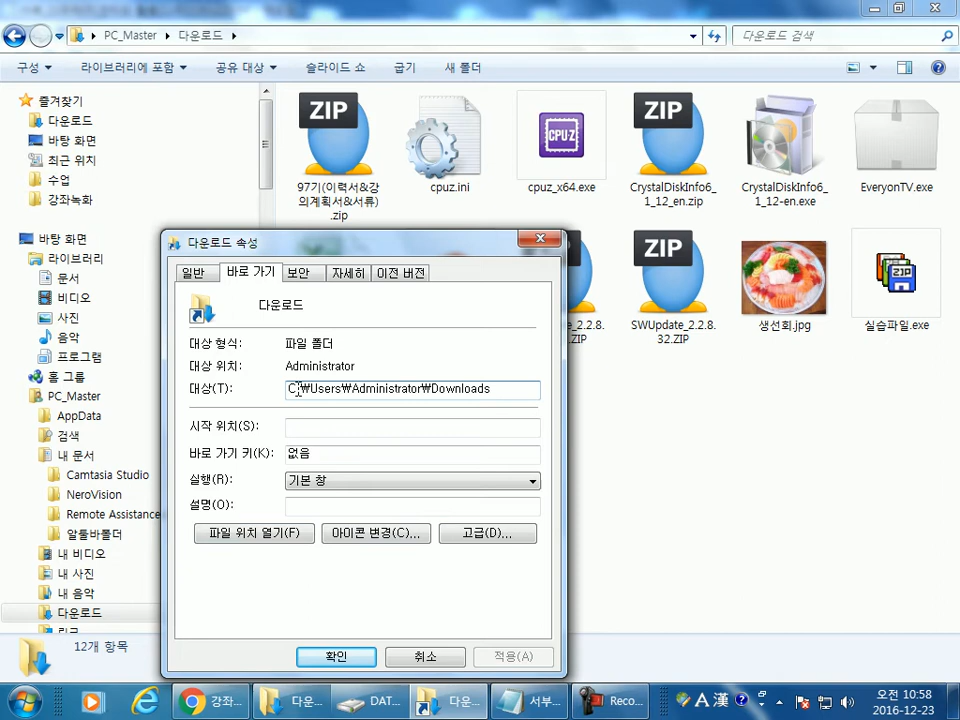 PC_Master ▸ 다운로드 ▸
다운로드 검색
구성 라이브러리에 포함 공유 대상 슬라이드 쇼 굽기 새 폴더
즐겨찾기
다운로드
바탕 화면
최근 위치
수업
강좌녹화
바탕 화면
라이브러리
문서
비디오
사진
음악
프로그램
홈 그룹
PC_Master
AppData
검색
내 문서
Camtasia Studio
NeroVision
Remote Assistance
알툴바폴더
내 비디오
내 사진
내 음악
다운로드
링크
ZIP
97기(이력서&강
의계획서&서류)
.zip
cpuz.ini
CPU-Z
cpuz_x64.exe
ZIP
CrystalDiskInfo6_
1_12_en.zip
CrystalDiskInfo6_
1_12-en.exe
EveryonTV.exe
_2.2.8.
.ZIP
ZIP
SWUpdate_2.2.8.
32.ZIP
생선회.jpg
ZIP
실습파일.exe
다운로드 속성
일반 바로 가기 보안 자세히 이전 버전
다운로드
대상 형식: 파일 폴더
대상 위치: Administrator
대상(T): C:₩Users₩Administrator₩Downloads
시작 위치(S):
바로 가기 키(K): 없음
실행(R): 기본 창
설명(O):
파일 위치 열기(F) 아이콘 변경(C)... 고급(D)...
확인 취소 적용(A)
12개 항목
강좌... 다운... DAT... 다운... 서부... Reco...
A 漢
오전 10:58
2016-12-23